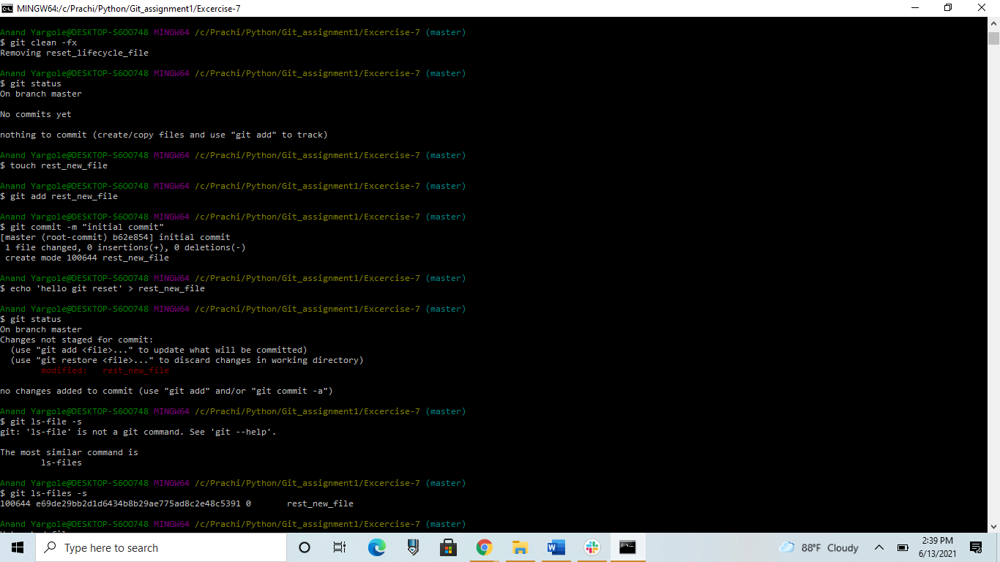 MINGW64:/c/Prachi/Python/Git_assignment1/Excercise-7
Anand Yargole@DESKTOP-S6OO748 MINGW64 /c/Prachi/Python/Git_assignment1/Excercise-7 (master)
$ git clean -fx
Removing reset_lifecycle_file
Anand Yargole@DESKTOP-S6OO748 MINGW64 /c/Prachi/Python/Git_assignment1/Excercise-7 (master)
$ git status
On branch master
No commits yet
nothing to commit (create/copy files and use "git add" to track)
Anand Yargole@DESKTOP-S6OO748 MINGW64 /c/Prachi/Python/Git_assignment1/Excercise-7 (master)
$ touch rest_new_file
Anand Yargole@DESKTOP-S6OO748 MINGW64 /c/Prachi/Python/Git_assignment1/Excercise-7 (master)
$ git add rest_new_file
Anand Yargole@DESKTOP-S6OO748 MINGW64 /c/Prachi/Python/Git_assignment1/Excercise-7 (master)
$ git commit -m "initial commit"
[master (root-commit) b62e854] initial commit
1 file changed, 0 insertions(+), 0 deletions(-)
create mode 100644 rest_new_file
Anand Yargole@DESKTOP-S6OO748 MINGW64 /c/Prachi/Python/Git_assignment1/Excercise-7 (master)
$ echo 'hello git reset' > rest_new_file
Anand Yargole@DESKTOP-S6OO748 MINGW64 /c/Prachi/Python/Git_assignment1/Excercise-7 (master)
$ git status
On branch master
Changes not staged for commit:
(use "git add <file>..." to update what will be committed)
(use "git restore <file>..." to discard changes in working directory)
modified: rest_new_file
no changes added to commit (use "git add" and/or "git commit -a")
Anand Yargole@DESKTOP-S6OO748 MINGW64 /c/Prachi/Python/Git_assignment1/Excercise-7 (master)
$ git ls-file -s
git: 'ls-file' is not a git command. See 'git --help'.
The most similar command is
ls-files
Anand Yargole@DESKTOP-S6OO748 MINGW64 /c/Prachi/Python/Git_assignment1/Excercise-7 (master)
$ git ls-files -s
100644 e69de29bb2d1d6434b8b29ae775ad8c2e48c5391 0 rest_new_file
Anand Yargole@DESKTOP-S6OO748 MINGW64 /c/Prachi/Python/Git_assignment1/Excercise-7 (master)
Type here to search
88°F Cloudy
2:39 PM
6/13/2021